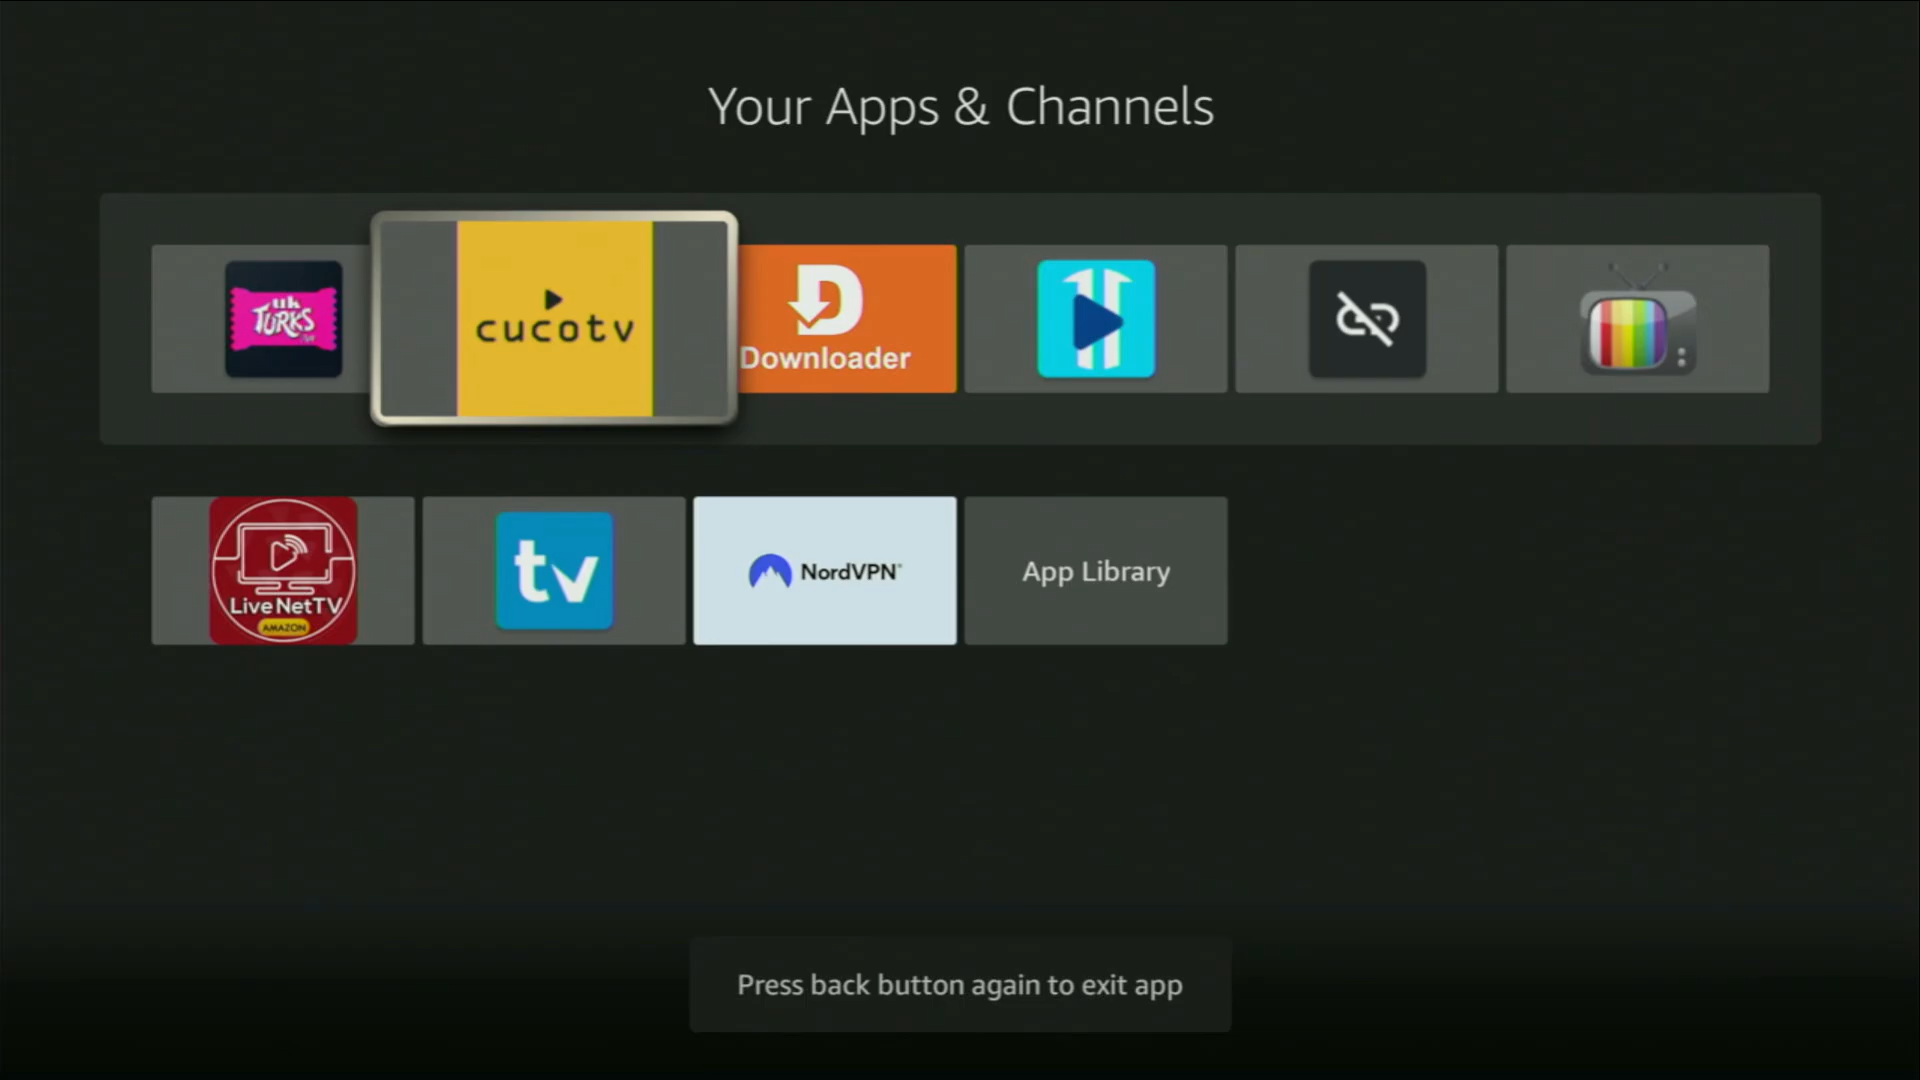 Your Apps & Channels
uk
TURKS
cucotv
Downloader
Live NetTV
AMAZON
tv
NordVPN®
App Library
Press back button again to exit app